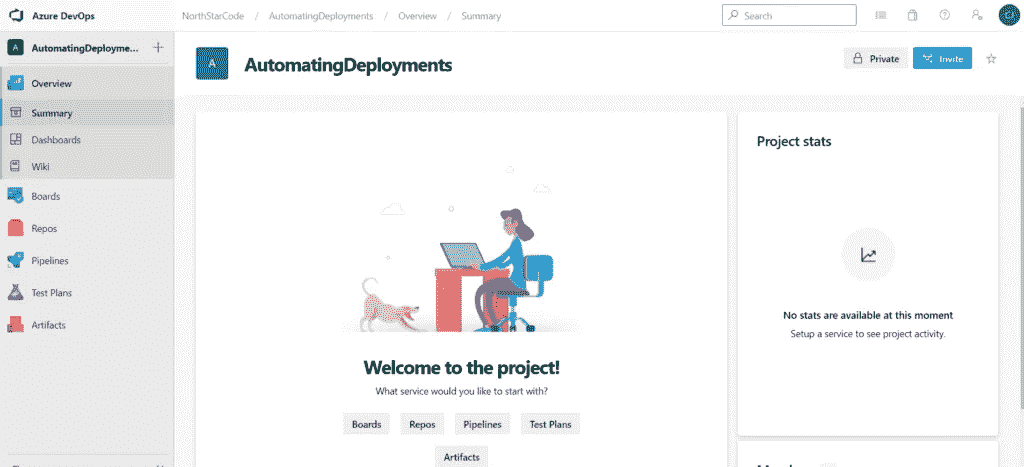 Azure DevOps
NorthStarCode / AutomatingDeployments / Overview / Summary
Search
A AutomatingDeployme... +
Overview
Summary
Dashboards
Wiki
Boards
Repos
Pipelines
Test Plans
Artifacts
A AutomatingDeployments
Private
Invite
Welcome to the project!
What service would you like to start with?
Boards Repos Pipelines Test Plans
Artifacts
Project stats
No stats are available at this moment
Setup a service to see project activity.